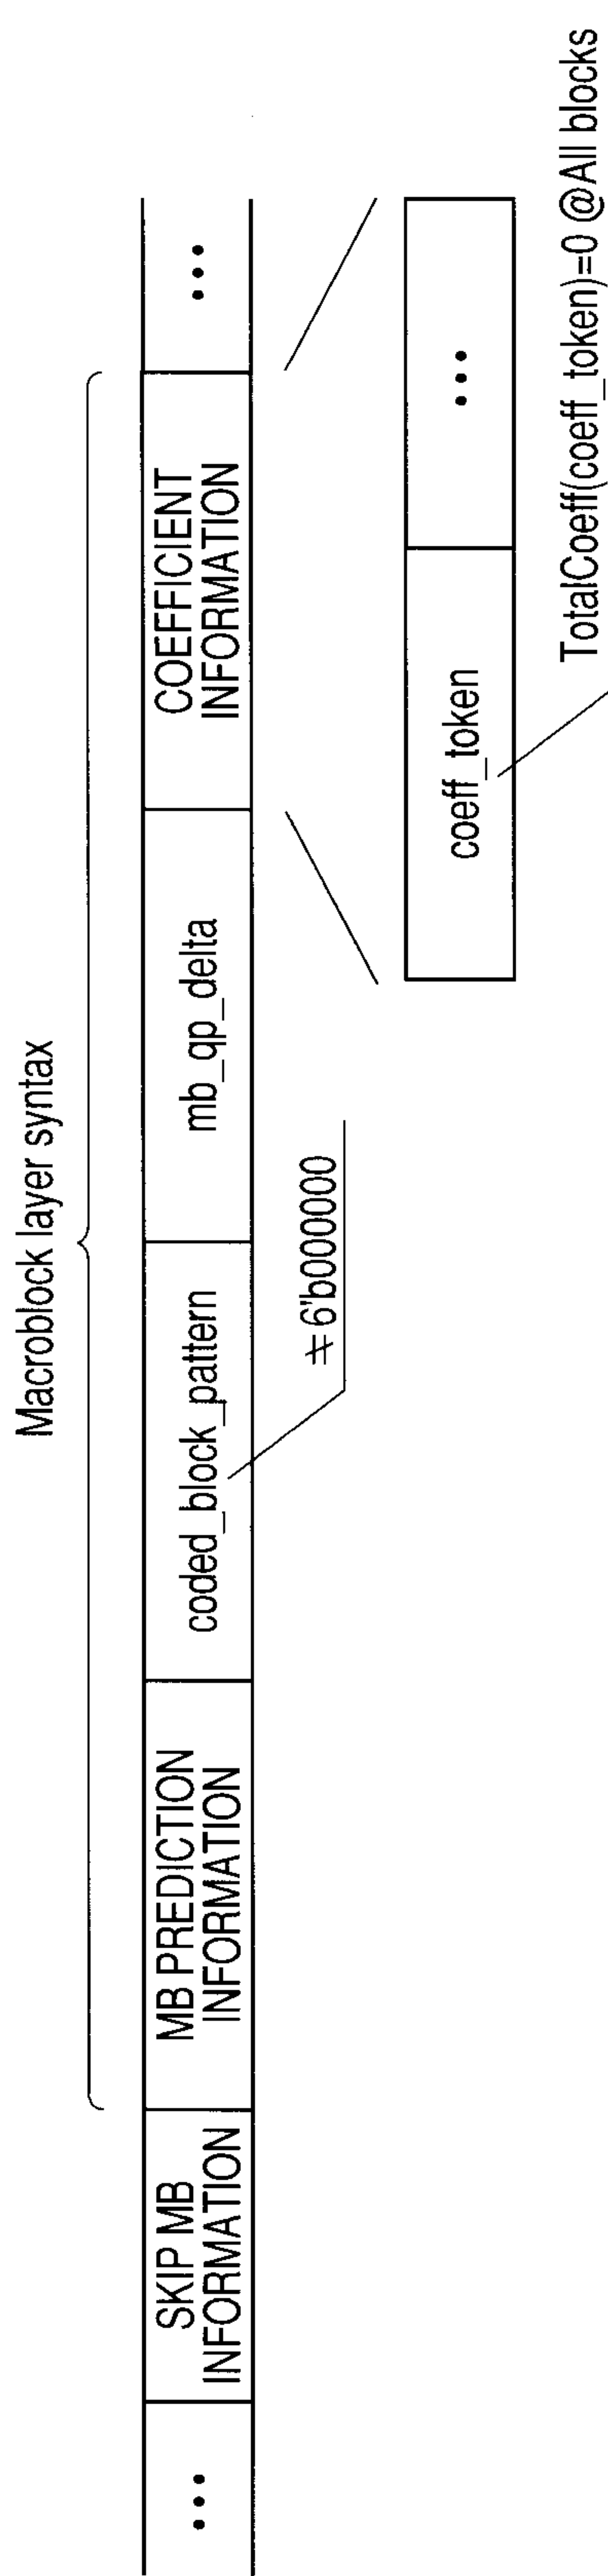 Macroblock layer syntax
...
SKIP MB
INFORMATION
MB PREDICTION
INFORMATION
coded_block_pattern
mb_qp_delta
COEFFICIENT
INFORMATION
...
≠6'b000000
coeff_token
...
TotalCoeff(coeff_token)=0 @All blocks